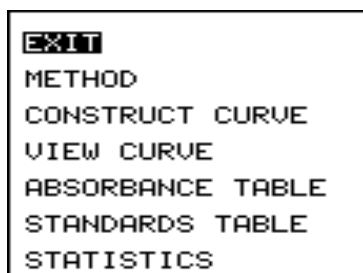 EXIT
METHOD
CONSTRUCT CURVE
VIEW CURVE
ABSORBANCE TABLE
STANDARDS TABLE
STATISTICS